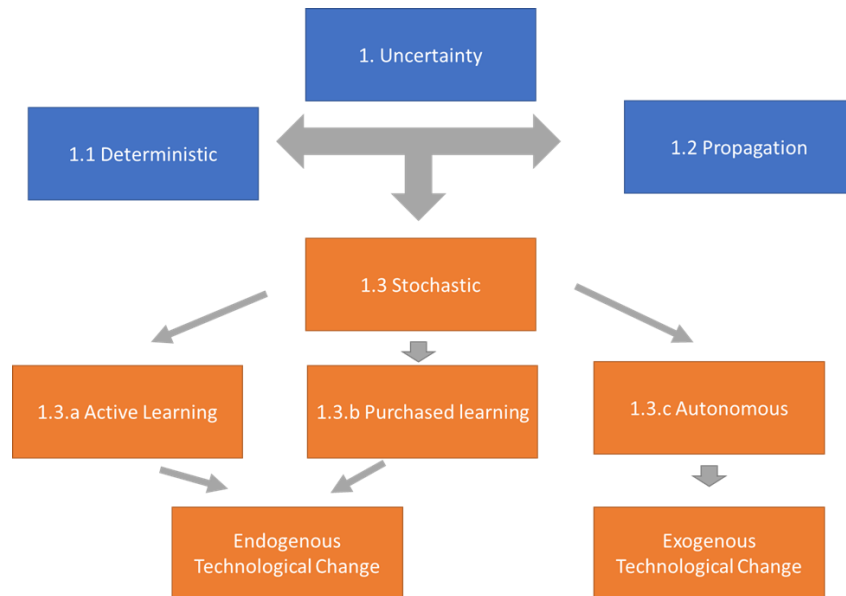 1. Uncertainty
1.1 Deterministic
1.2 Propagation
1.3 Stochastic
1.3.a Active Learning
1.3.b Purchased learning
1.3.c Autonomous
Endogenous
Technological Change
Exogenous
Technological Change